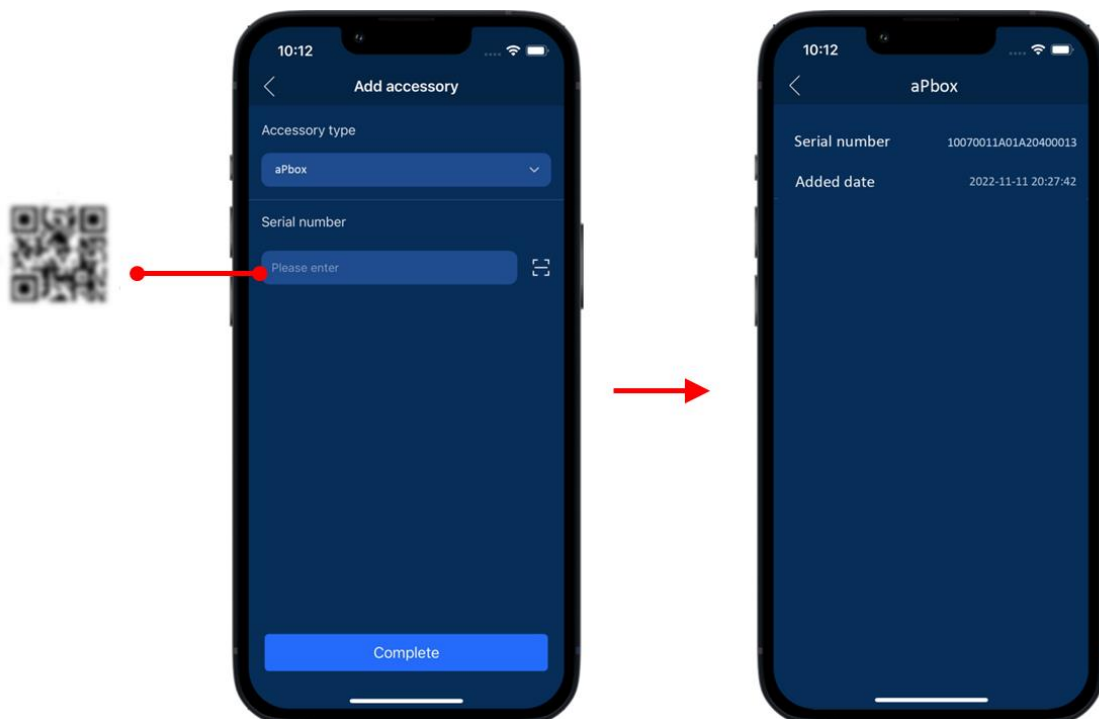 10:12
Add accessory
Accessory type
aPbox
Serial number
Please enter
Complete
10:12
aPbox
Serial number 10070011A01A20400013
Added date 2022-11-11 20:27:42